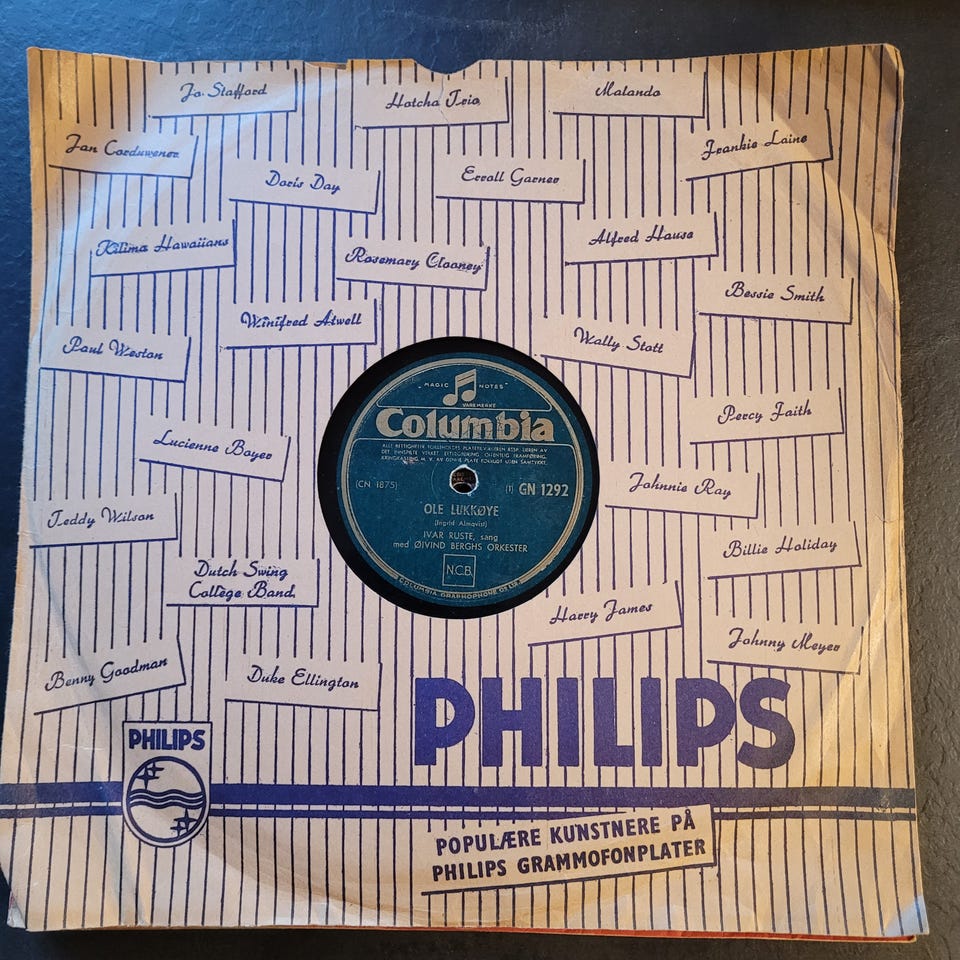 Jo Stafford
Hotcha Trio
Malando
Jan Corduwener
Frankie Laine
Doris Day
Erroll Garner
Kilima Hawaiians
Alfred Hause
Rosemary Clooney
Bessie Smith
Winifred Atwell
Paul Weston
Wally Stott
Percy Faith
Lucienne Boyer
Johnnie Ray
Teddy Wilson
Billie Holiday
Dutch Swing
College Band
Harry James
Johnny Meyer
Benny Goodman
Duke Ellington
"MAGIC NOTES"
VAREMERKE
Columbia
(CN 1875)
(1) GN 1292
OLE LUKKØYE
(Ingrid Almqvist)
IVAR RUSTE, sang
med ØIVIND BERGHS ORKESTER
N.C.B.
PHILIPS
PHILIPS
POPULÆRE KUNSTNERE PÅ
PHILIPS GRAMMOFONPLATER